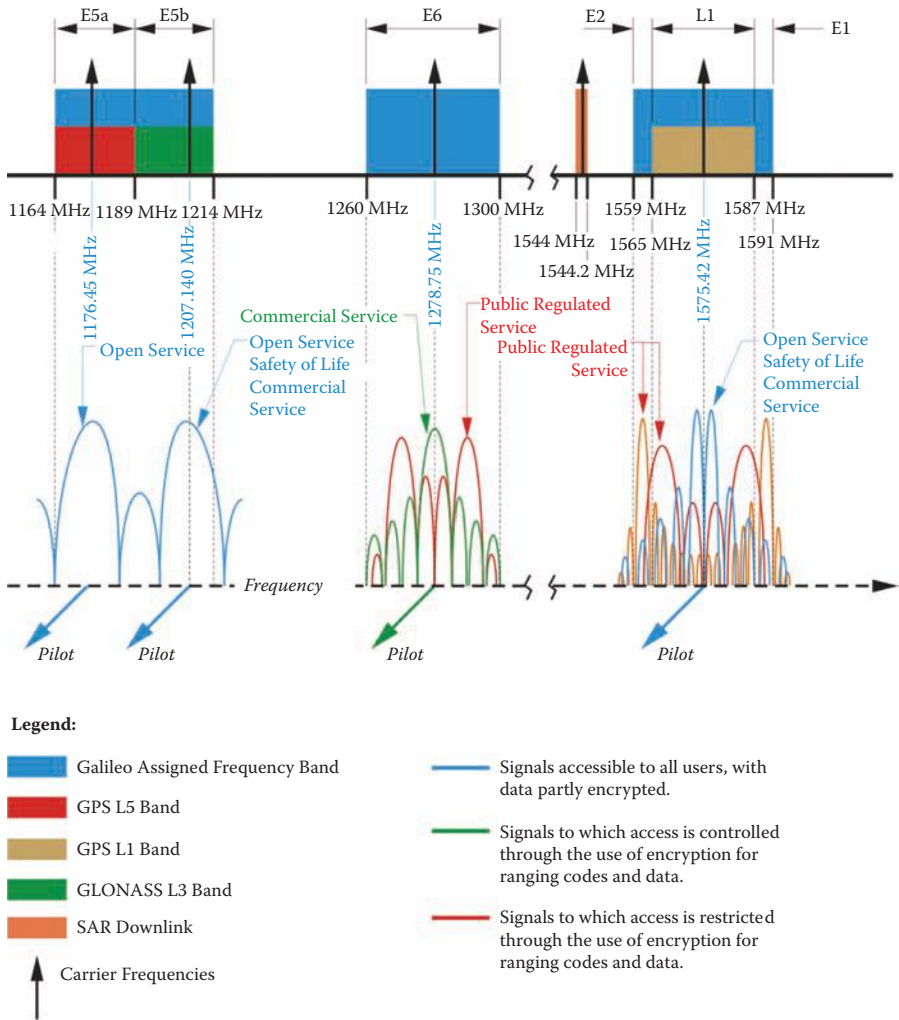 E5a
E5b
E6
E2
L1
E1
1164 MHz
1189 MHz
1214 MHz
1260 MHz
1300 MHz
1559 MHz
1587 MHz
1544 MHz
1565 MHz
1591 MHz
1544.2 MHz
1176.45 MHz
1207.140 MHz
1278.75 MHz
1575.42 MHz
Open Service
Open Service
Safety of Life
Commercial
Service
Commercial Service
Public Regulated
Service
Public Regulated
Service
Open Service
Safety of Life
Commercial
Service
Frequency
Pilot
Pilot
Pilot
Pilot
Legend:
Galileo Assigned Frequency Band
GPS L5 Band
GPS L1 Band
GLONASS L3 Band
SAR Downlink
Carrier Frequencies
Signals accessible to all users, with
data partly encrypted.
Signals to which access is controlled
through the use of encryption for
ranging codes and data.
Signals to which access is restricted
through the use of encryption for
ranging codes and data.